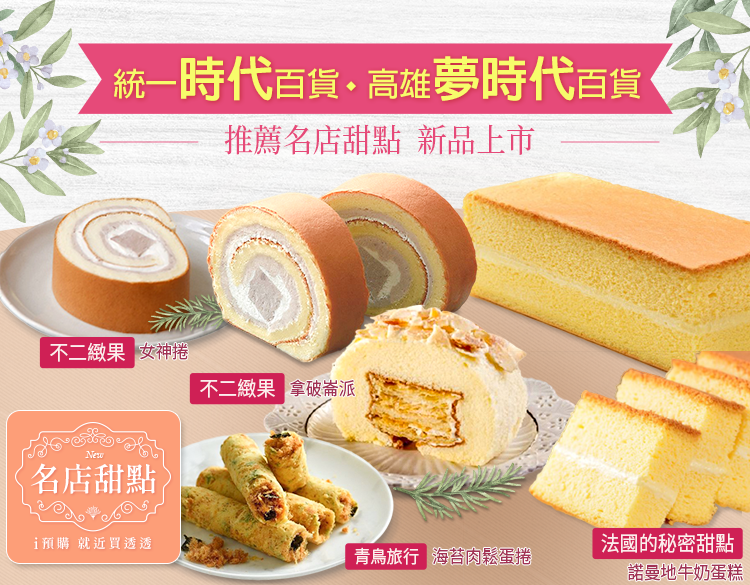 統一時代百貨・高雄夢時代百貨
推薦名店甜點 新品上市
不二緻果 女神捲
不二緻果 拿破崙派
New
名店甜點
i預購 就近買透透
青鳥旅行 海苔肉鬆蛋捲
法國的秘密甜點
諾曼地牛奶蛋糕